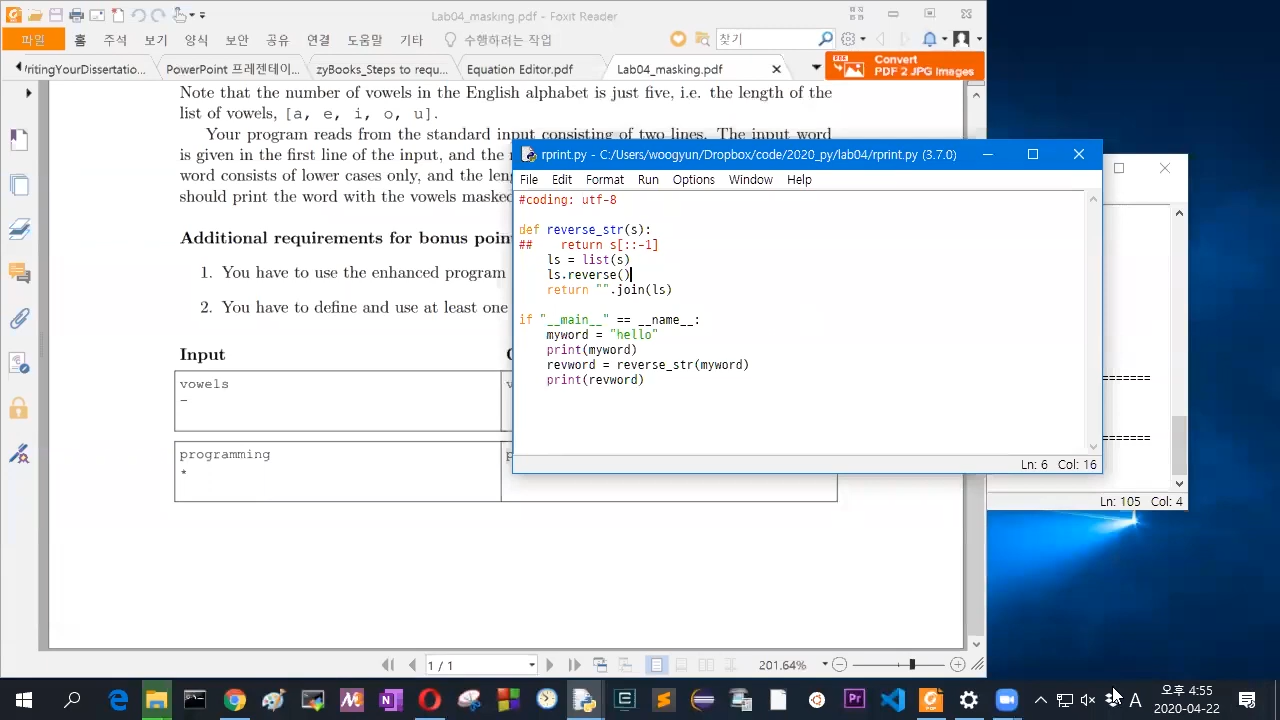 Lab04_masking.pdf - Foxit Reader
파일 홈 주석 보기 양식 보안 공유 연결 도움말 기타 수행하려는 작업 찾기
ritingYourDissertatio... PowerPoint 프레젠테이... zyBooks_Steps to requ... Equation Editor.pdf Lab04_masking.pdf
Convert
PDF 2 JPG Images
Note that the number of vowels in the English alphabet is just five, i.e. the length of the
list of vowels, [a, e, i, o, u].
Your program reads from the standard input consisting of two lines. The input word
is given in the first line of the input, and the
word consists of lower cases only, and the
should print the word with the vowels
Additional requirements for bonus
1. You have to use the enhanced program
2. You have to define and use at least one
Input
vowels
–
programming
*
rprint.py - C:/Users/woogyun/Dropbox/code/2020_py/lab04/rprint.py (3.7.0)
File Edit Format Run Options Window Help
#coding: utf-8
def reverse_str(s):
##    return s[::-1]
    ls = list(s)
    ls.reverse()
    return "".join(ls)
if "__main__" == __name__:
    myword = "hello"
    print(myword)
    revword = reverse_str(myword)
    print(revword)
Ln: 6 Col: 16
=======
=======
Ln: 105 Col: 4
1 / 1
201.64%
A 오후 4:55
2020-04-22